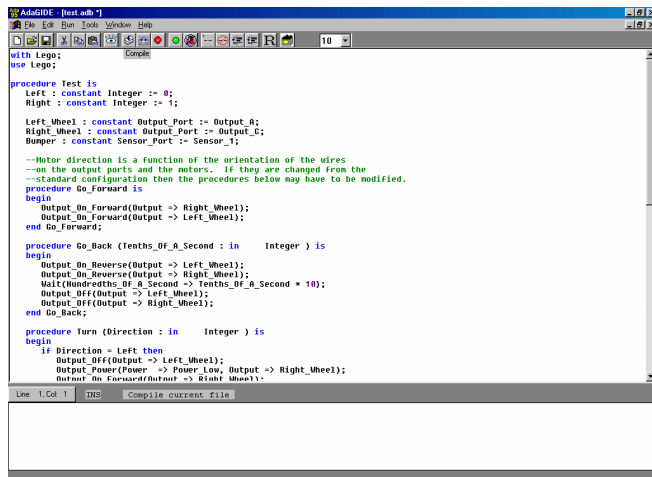 AdaGIDE - [test.adb *]
File Edit Run Tools Window Help
R 10
Compile
with Lego;
use Lego;
procedure Test is
Left : constant Integer := 0;
Right : constant Integer := 1;
Left_Wheel : constant Output_Port := Output_A;
Right_Wheel : constant Output_Port := Output_C;
Bumper : constant Sensor_Port := Sensor_1;
--Motor direction is a function of the orientation of the wires
--on the output ports and the motors. If they are changed from the
--standard configuration then the procedures below may have to be modified.
procedure Go_Forward is
begin
Output_On_Forward(Output => Right_Wheel);
Output_On_Forward(Output => Left_Wheel);
end Go_Forward;
procedure Go_Back (Tenths_Of_A_Second : in Integer ) is
begin
Output_On_Reverse(Output => Left_Wheel);
Output_On_Reverse(Output => Right_Wheel);
Wait(Hundredths_Of_A_Second => Tenths_Of_A_Second * 10);
Output_Off(Output => Left_Wheel);
Output_Off(Output => Right_Wheel);
end Go_Back;
procedure Turn (Direction : in Integer ) is
begin
if Direction = Left then
Output_Off(Output => Left_Wheel);
Output_Power(Power => Power_Low, Output => Right_Wheel);
Output_On_Forward(Output => Right_Wheel);
Line: 1,Col: 1 INS Compile current file